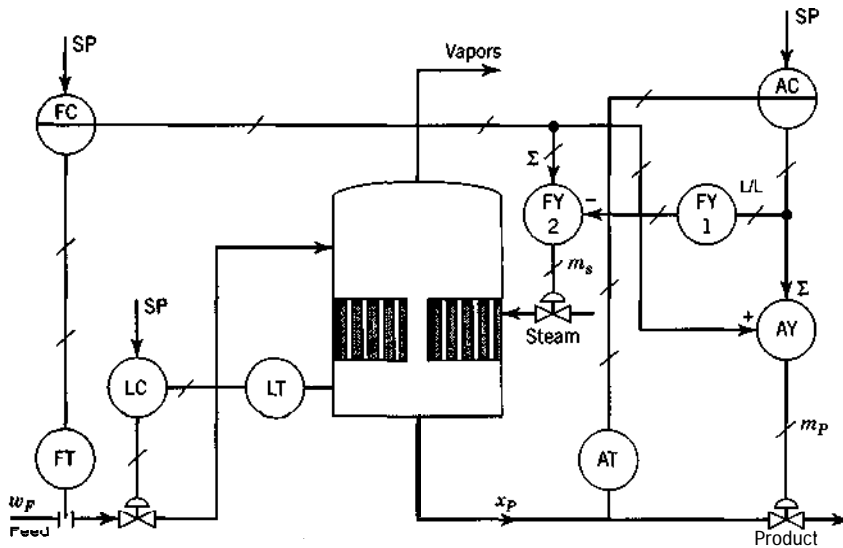 SP
SP
Vapors
FC
AC
Σ
L/L
FY
2
-
FY
1
m_s
SP
Σ
+
AY
Steam
LC
LT
FT
AT
m_P
w_F
Feed
x_P
Product